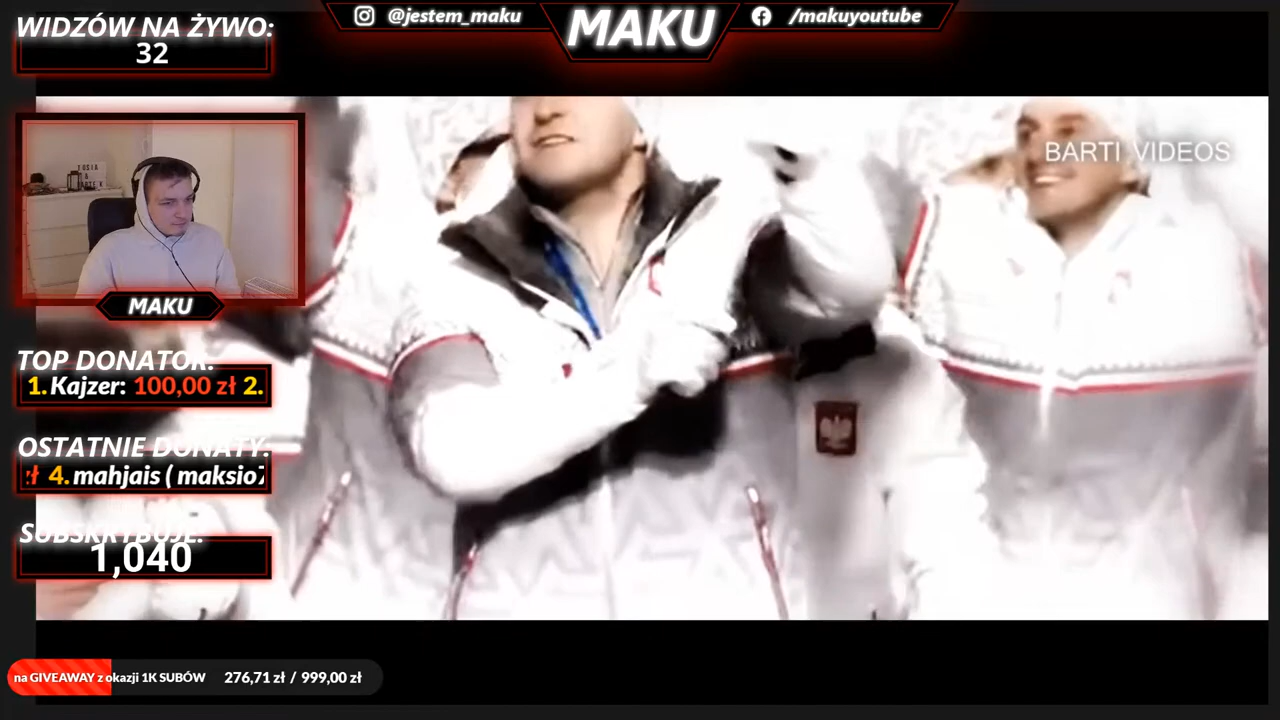 WIDZÓW NA ŻYWO:
32
@jestem_maku
MAKU
/makuyoutube
BARTI VIDEOS
MAKU
TOP DONATOR:
1. Kajzer: 100,00 zł 2.
OSTATNIE DONATY:
zł 4. mahjais ( maksio7
SUBSKRYBUJE:
1,040
na GIVEAWAY z okazji 1K SUBÓW 276,71 zł / 999,00 zł